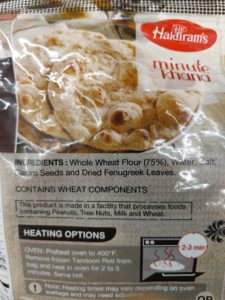 Haldiram's
minute
khana
INGREDIENTS : Whole Wheat Flour (75%), Water, Salt,
Carom Seeds and Dried Fenugreek Leaves.
CONTAINS WHEAT COMPONENTS
This product is made in a facility that processes foods
containing Peanuts, Tree Nuts, Milk and Wheat.
HEATING OPTIONS
OVEN: Preheat oven to 400°F.
Remove frozen Tandoori Roti from
bag and heat in oven for 2 to 3
minutes. Serve hot.
2-3 min
Note: Heating times may vary depending on oven
wattage and may need
OR